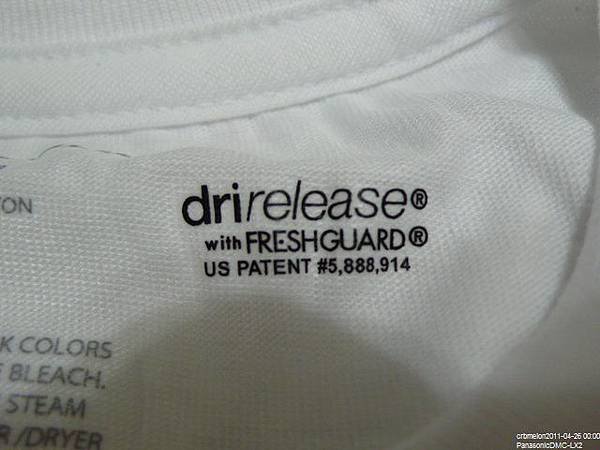 drirelease®
with FRESHGUARD®
US PATENT #5,888,914
ON
K COLORS
BLEACH.
STEAM
R/DRYER
crbmelon2011-04-26 00:00
PanasonicDMC-LX2